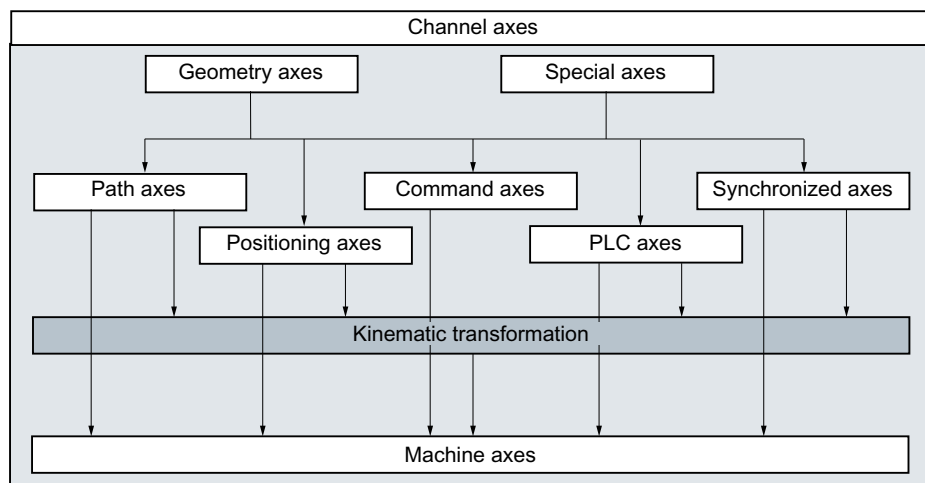 Channel axes
Geometry axes
Special axes
Path axes
Command axes
Synchronized axes
Positioning axes
PLC axes
Kinematic transformation
Machine axes